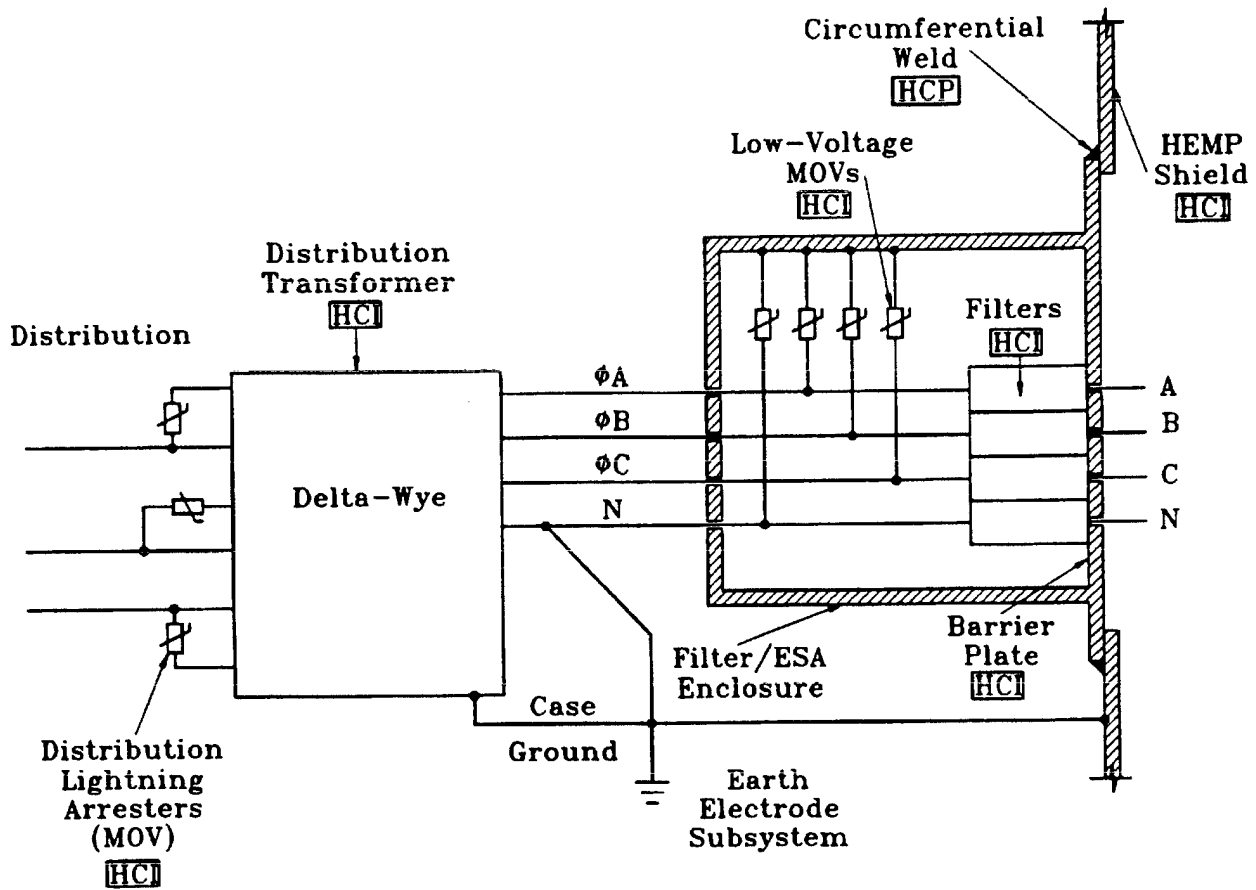 Circumferential
Weld
HCP
Low-Voltage
MOVs
HCI
HEMP
Shield
HCI
Distribution
Transformer
HCI
Distribution
Filters
HCI
φA
φB
φC
N
A
B
C
N
Delta-Wye
Filter/ESA
Enclosure
Barrier
Plate
HCI
Case
Ground
Distribution
Lightning
Arresters
(MOV)
HCI
Earth
Electrode
Subsystem